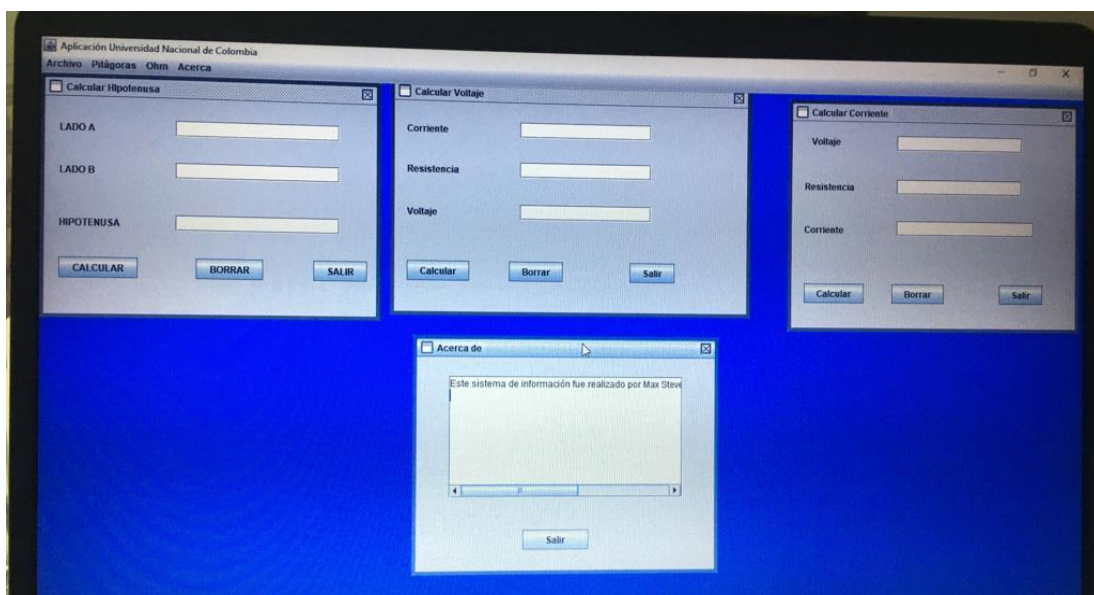 Aplicación Universidad Nacional de Colombia
Archivo Pitágoras Ohm Acerca
Calcular Hipotenusa
LADO A
LADO B
HIPOTENUSA
CALCULAR BORRAR SALIR
Calcular Voltaje
Corriente
Resistencia
Voltaje
Calcular Borrar Salir
Calcular Corriente
Voltaje
Resistencia
Corriente
Calcular Borrar Salir
Acerca de
Este sistema de información fue realizado por Max Steve
Salir